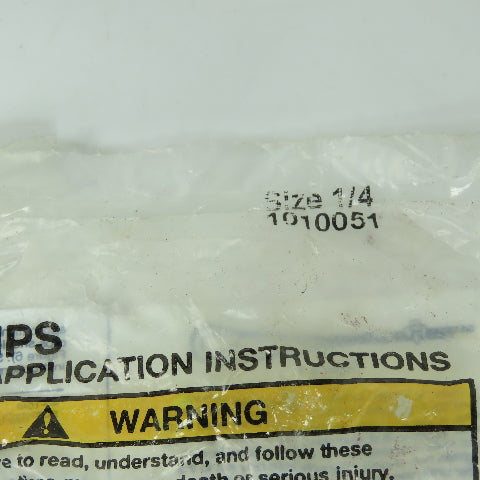 Size 1/4
1010051
IPS
APPLICATION INSTRUCTIONS
WARNING
e to read, understand, and follow these
death or serious injury.